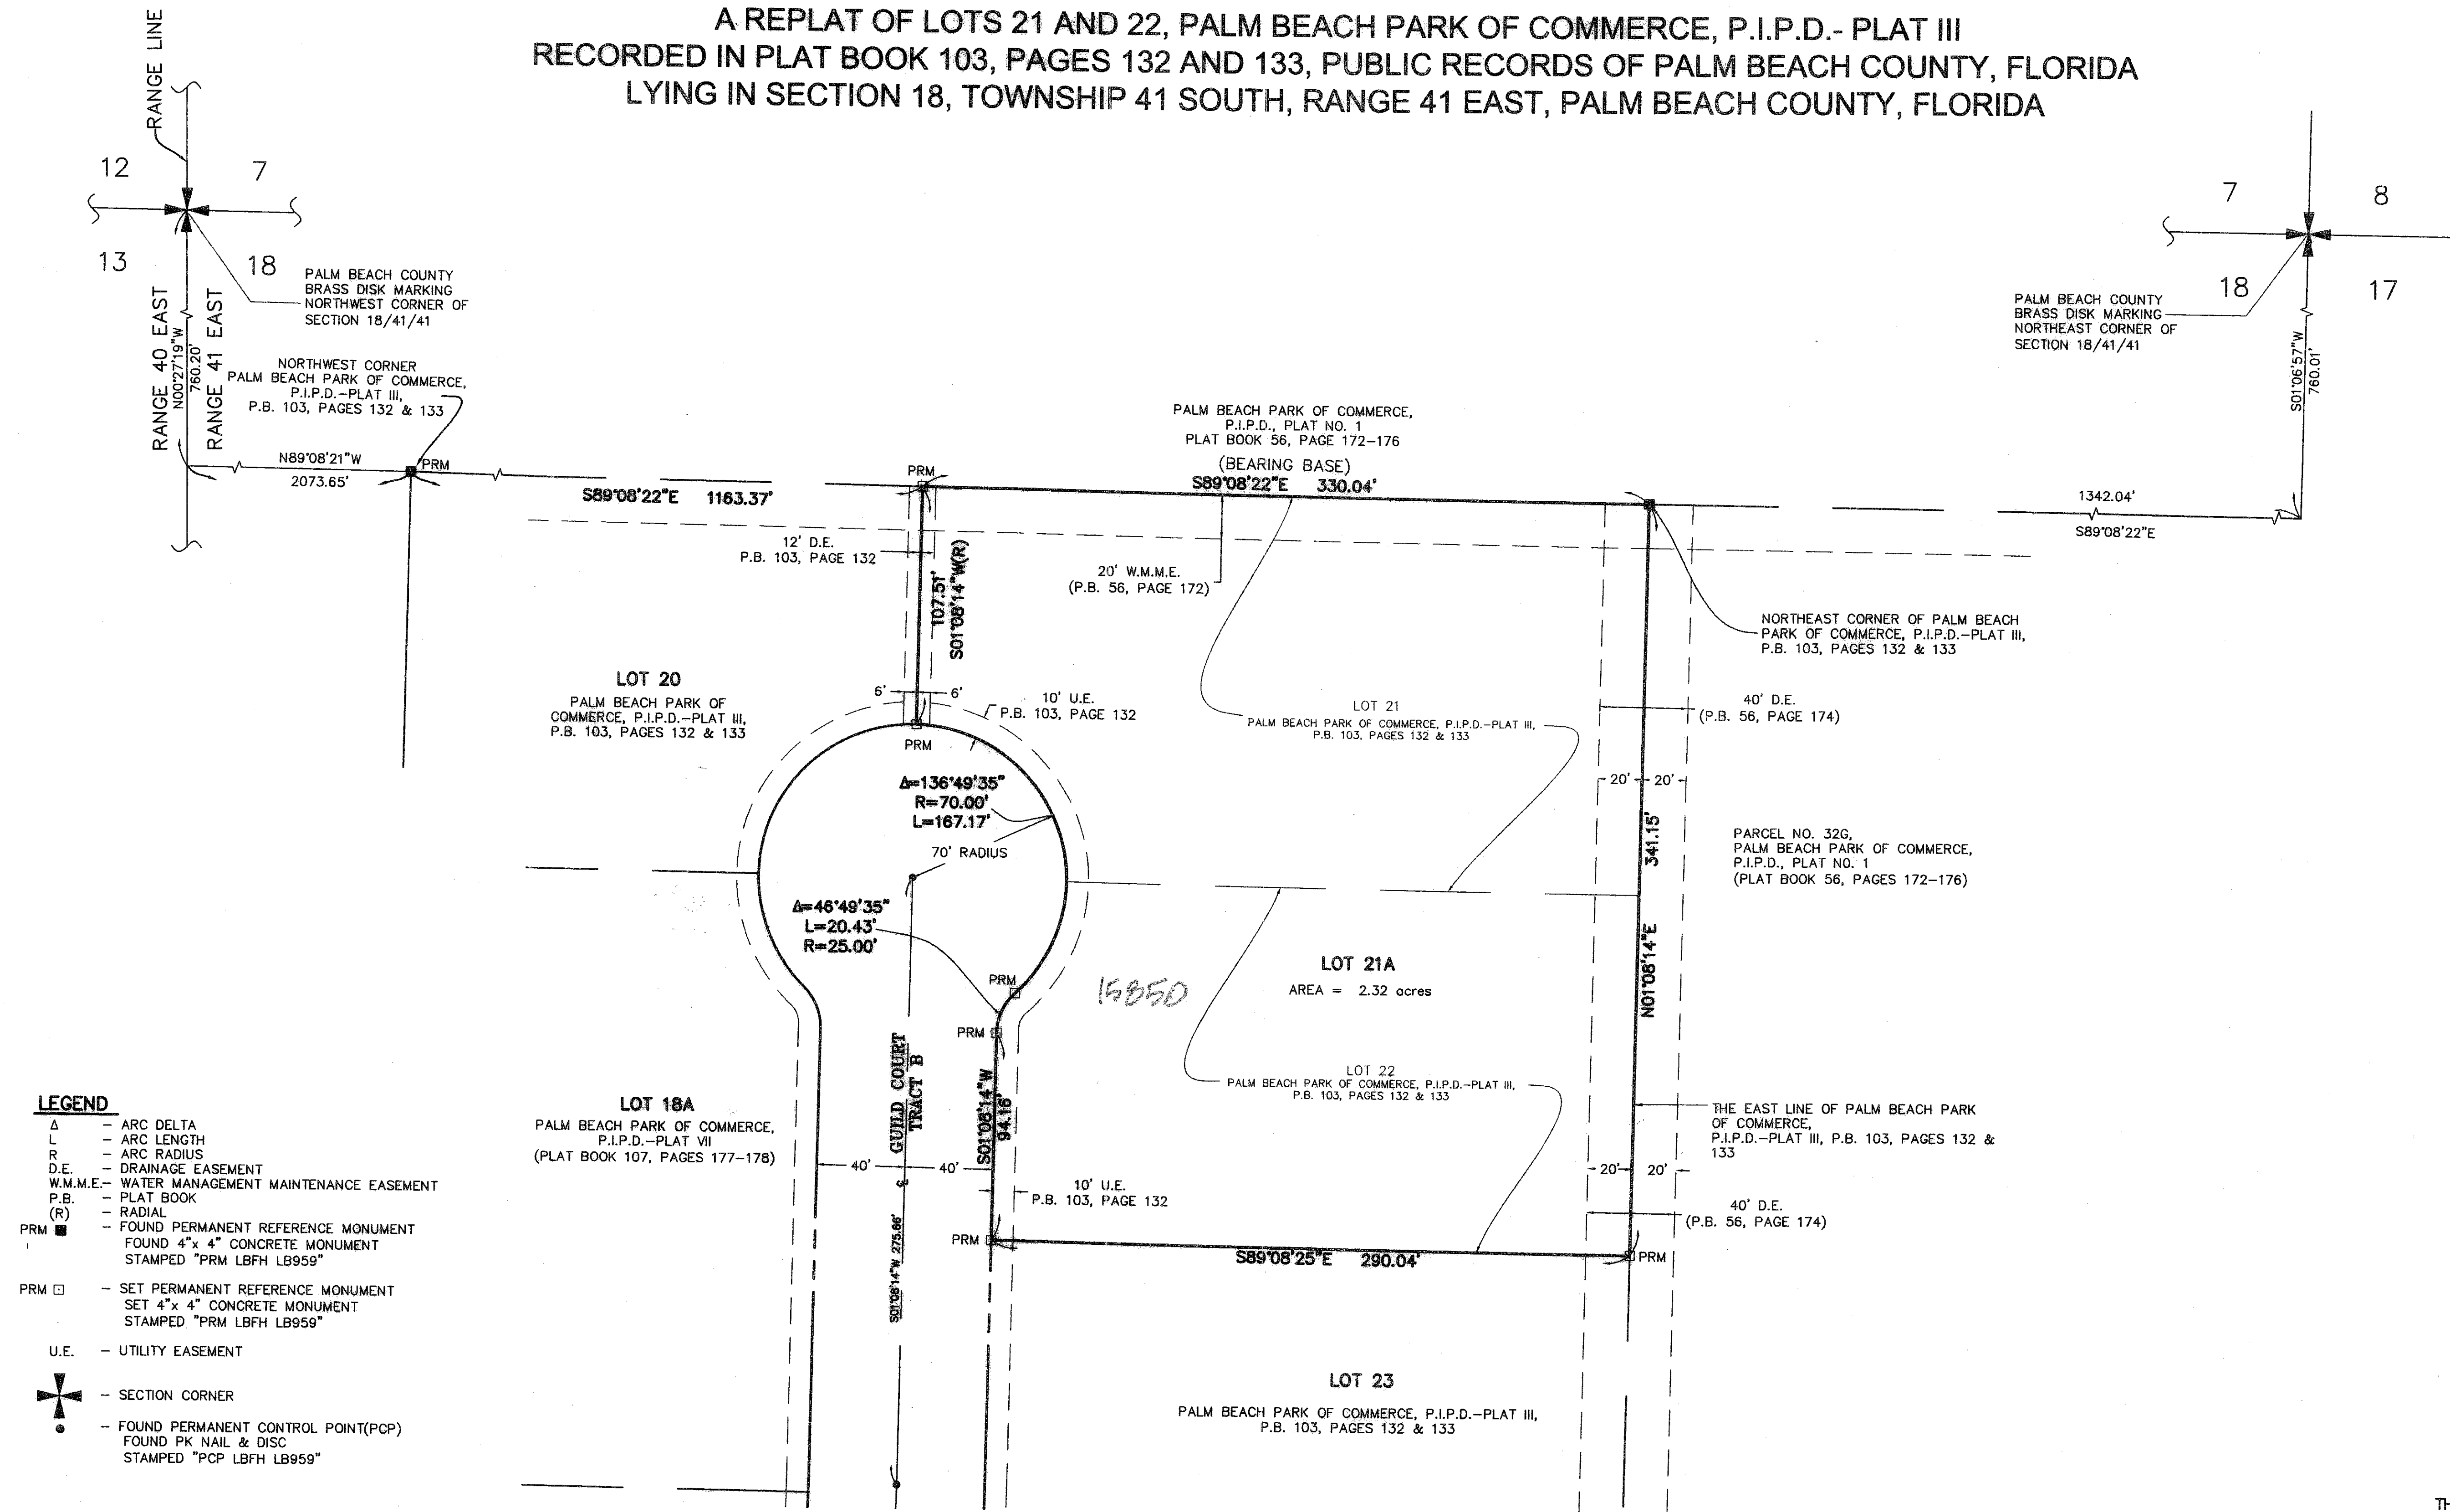 A REPLAT OF LOTS 21 AND 22, PALM BEACH PARK OF COMMERCE, P.I.P.D.- PLAT III
RECORDED IN PLAT BOOK 103, PAGES 132 AND 133, PUBLIC RECORDS OF PALM BEACH COUNTY, FLORIDA
LYING IN SECTION 18, TOWNSHIP 41 SOUTH, RANGE 41 EAST, PALM BEACH COUNTY, FLORIDA
RANGE LINE
12
7
13
18
PALM BEACH COUNTY
BRASS DISK MARKING
NORTHWEST CORNER OF
SECTION 18/41/41
RANGE 40 EAST
N00°27'19"W
760.20'
RANGE 41 EAST
NORTHWEST CORNER
PALM BEACH PARK OF COMMERCE,
P.I.P.D.-PLAT III,
P.B. 103, PAGES 132 & 133
N89°08'21"W
2073.65'
PRM
7
8
18
17
PALM BEACH COUNTY
BRASS DISK MARKING
NORTHEAST CORNER OF
SECTION 18/41/41
S01°06'57"W
760.01'
PALM BEACH PARK OF COMMERCE,
P.I.P.D., PLAT NO. 1
PLAT BOOK 56, PAGE 172-176
(BEARING BASE)
S89°08'22"E 330.04'
PRM
S89°08'22"E 1163.37'
1342.04'
S89°08'22"E
12' D.E.
P.B. 103, PAGE 132
107.51'
S01°08'14"W(R)
20' W.M.M.E.
(P.B. 56, PAGE 172)
NORTHEAST CORNER OF PALM BEACH
PARK OF COMMERCE, P.I.P.D.-PLAT III,
P.B. 103, PAGES 132 & 133
LOT 20
PALM BEACH PARK OF
COMMERCE, P.I.P.D.-PLAT III,
P.B. 103, PAGES 132 & 133
6'
6'
10' U.E.
P.B. 103, PAGE 132
PRM
LOT 21
PALM BEACH PARK OF COMMERCE, P.I.P.D.-PLAT III,
P.B. 103, PAGES 132 & 133
40' D.E.
(P.B. 56, PAGE 174)
Δ=136°49'35"
R=70.00'
L=167.17'
70' RADIUS
20'
20'
341.15'
N01°08'14"E
PARCEL NO. 32G,
PALM BEACH PARK OF COMMERCE,
P.I.P.D., PLAT NO. 1
(PLAT BOOK 56, PAGES 172-176)
Δ=46°49'35"
L=20.43'
R=25.00'
PRM
PRM
15850
LOT 21A
AREA = 2.32 acres
GUILD COURT
TRACT B
S01°08'14"W
94.16'
LOT 22
PALM BEACH PARK OF COMMERCE, P.I.P.D.-PLAT III,
P.B. 103, PAGES 132 & 133
THE EAST LINE OF PALM BEACH PARK
OF COMMERCE,
P.I.P.D.-PLAT III, P.B. 103, PAGES 132 &
133
LOT 18A
PALM BEACH PARK OF COMMERCE,
P.I.P.D.-PLAT VII
(PLAT BOOK 107, PAGES 177-178)
40'
40'
℄
S01°08'14"W 275.66'
10' U.E.
P.B. 103, PAGE 132
20'
20'
40' D.E.
(P.B. 56, PAGE 174)
PRM
S89°08'25"E 290.04'
PRM
LOT 23
PALM BEACH PARK OF COMMERCE, P.I.P.D.-PLAT III,
P.B. 103, PAGES 132 & 133
LEGEND
Δ - ARC DELTA
L - ARC LENGTH
R - ARC RADIUS
D.E. - DRAINAGE EASEMENT
W.M.M.E.- WATER MANAGEMENT MAINTENANCE EASEMENT
P.B. - PLAT BOOK
(R) - RADIAL
PRM ■ - FOUND PERMANENT REFERENCE MONUMENT
FOUND 4"x 4" CONCRETE MONUMENT
STAMPED "PRM LBFH LB959"
PRM ⊡ - SET PERMANENT REFERENCE MONUMENT
SET 4"x 4" CONCRETE MONUMENT
STAMPED "PRM LBFH LB959"
U.E. - UTILITY EASEMENT
- SECTION CORNER
- FOUND PERMANENT CONTROL POINT(PCP)
FOUND PK NAIL & DISC
STAMPED "PCP LBFH LB959"